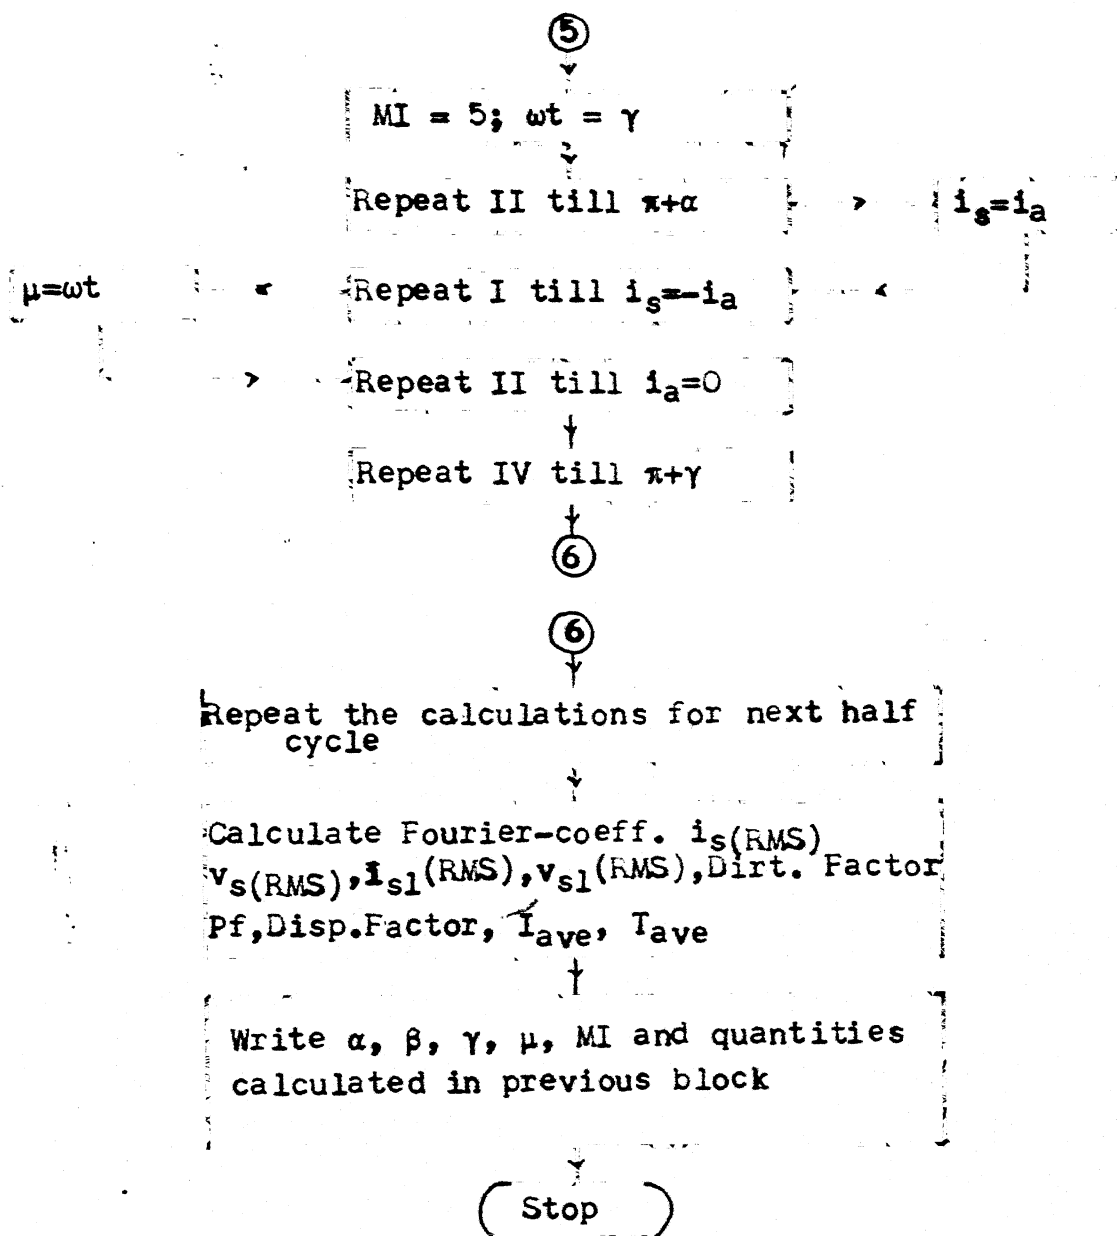 5
MI = 5; ωt = γ
Repeat II till π+α
i_s=i_a
μ=ωt
Repeat I till i_s=-i_a
Repeat II till i_a=0
Repeat IV till π+γ
6
6
Repeat the calculations for next half
cycle
Calculate Fourier-coeff. i_s(RMS)
v_s(RMS),i_s1(RMS),v_s1(RMS),Dirt. Factor
Pf,Disp.Factor, I_ave, T_ave
Write α, β, γ, μ, MI and quantities
calculated in previous block
Stop